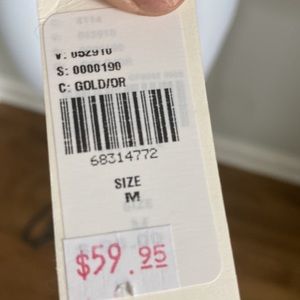 V: 052910
S: 0000190
C: GOLD/OR
68314772
SIZE
M
$59.95